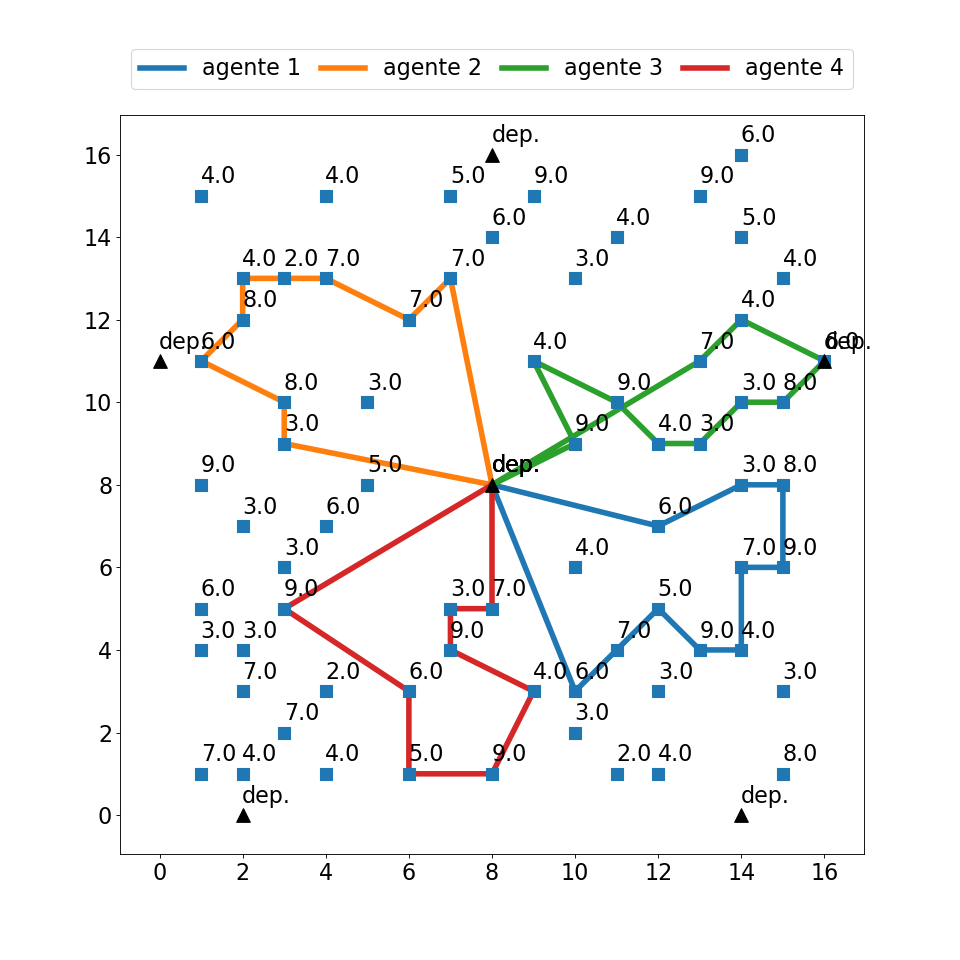 agente 1 agente 2 agente 3 agente 4
dep. 6.0
16
4.0 4.0 5.0 9.0 9.0
6.0 4.0 5.0
14
4.0 2.0 7.0 7.0 3.0 4.0
8.0 7.0 4.0
12
dep. 6.0 4.0 7.0 dep.
8.0 3.0 9.0 3.0 8.0
10
3.0 9.0 4.0 3.0
9.0 5.0 dep. 3.0 8.0
8
3.0 6.0 6.0
3.0 4.0 7.0 9.0
6
6.0 9.0 3.0 7.0 5.0
3.0 3.0 9.0 7.0 9.0 4.0
4
7.0 2.0 6.0 4.0 6.0 3.0 3.0
7.0 3.0
2
7.0 4.0 4.0 5.0 9.0 2.0 4.0 8.0
dep. dep.
0
0 2 4 6 8 10 12 14 16